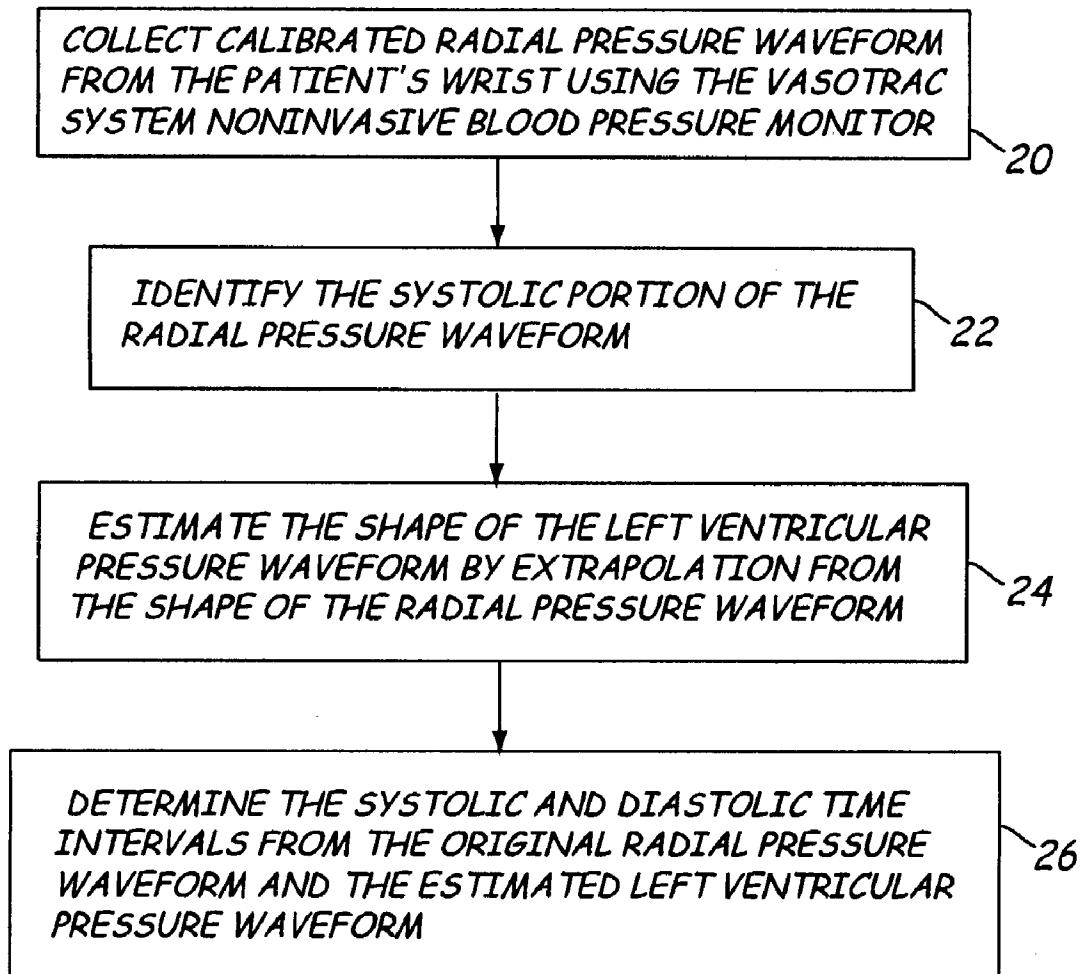 COLLECT CALIBRATED RADIAL PRESSURE WAVEFORM
FROM THE PATIENT'S WRIST USING THE VASOTRAC
SYSTEM NONINVASIVE BLOOD PRESSURE MONITOR
20
IDENTIFY THE SYSTOLIC PORTION OF THE
RADIAL PRESSURE WAVEFORM
22
ESTIMATE THE SHAPE OF THE LEFT VENTRICULAR
PRESSURE WAVEFORM BY EXTRAPOLATION FROM
THE SHAPE OF THE RADIAL PRESSURE WAVEFORM
24
DETERMINE THE SYSTOLIC AND DIASTOLIC TIME
INTERVALS FROM THE ORIGINAL RADIAL PRESSURE
WAVEFORM AND THE ESTIMATED LEFT VENTRICULAR
PRESSURE WAVEFORM
26